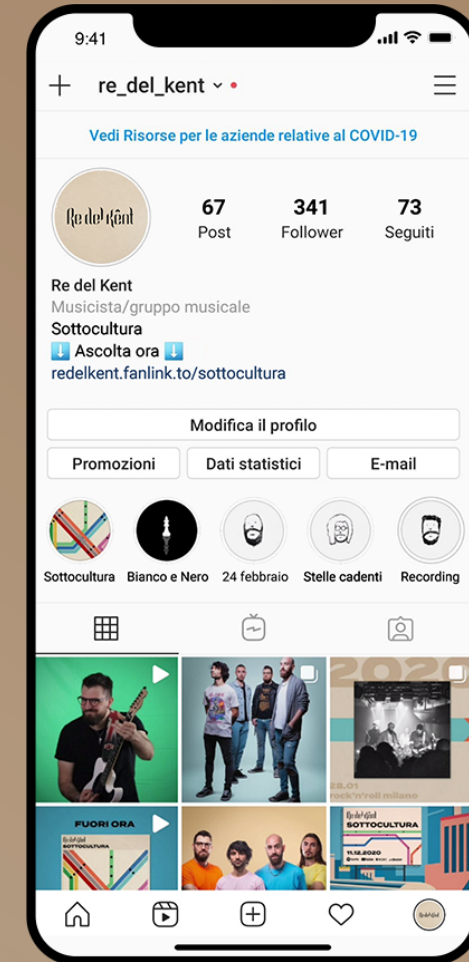 9:41
re_del_kent
Vedi Risorse per le aziende relative al COVID-19
Re del Kent
67 341 73
Post Follower Seguiti
Re del Kent
Musicista/gruppo musicale
Sottocultura
Ascolta ora
redelkent.fanlink.to/sottocultura
Modifica il profilo
Promozioni Dati statistici E-mail
Sottocultura Bianco e Nero 24 febbraio Stelle cadenti Recording
2020
28.01
rock'n'roll milano
FUORI ORA
Re del Kent
SOTTOCULTURA
Re del Kent
SOTTOCULTURA
11.12.2020
Re del Kent